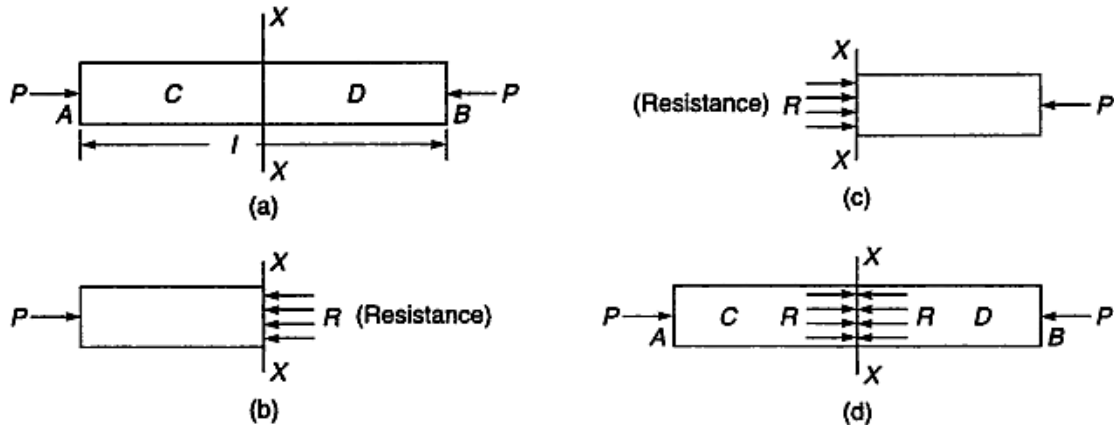 X
P A C D B P
l
X
(a)
X
P R (Resistance)
X
(b)
X
(Resistance) R P
X
(c)
X
P A C R R D B P
X
(d)